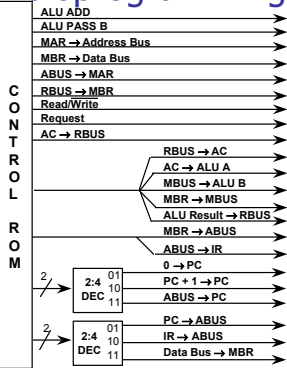 ALU ADD
ALU PASS B
MAR → Address Bus
MBR → Data Bus
ABUS → MAR
RBUS → MBR
Read/Write
Request
AC → RBUS
CONTROL ROM
RBUS → AC
AC → ALU A
MBUS → ALU B
MBR → MBUS
ALU Result → RBUS
MBR → ABUS
ABUS → IR
0 → PC
2 2:4 DEC 01 10 11
PC + 1 → PC
ABUS → PC
PC → ABUS
2 2:4 DEC 01 10 11
IR → ABUS
Data Bus → MBR